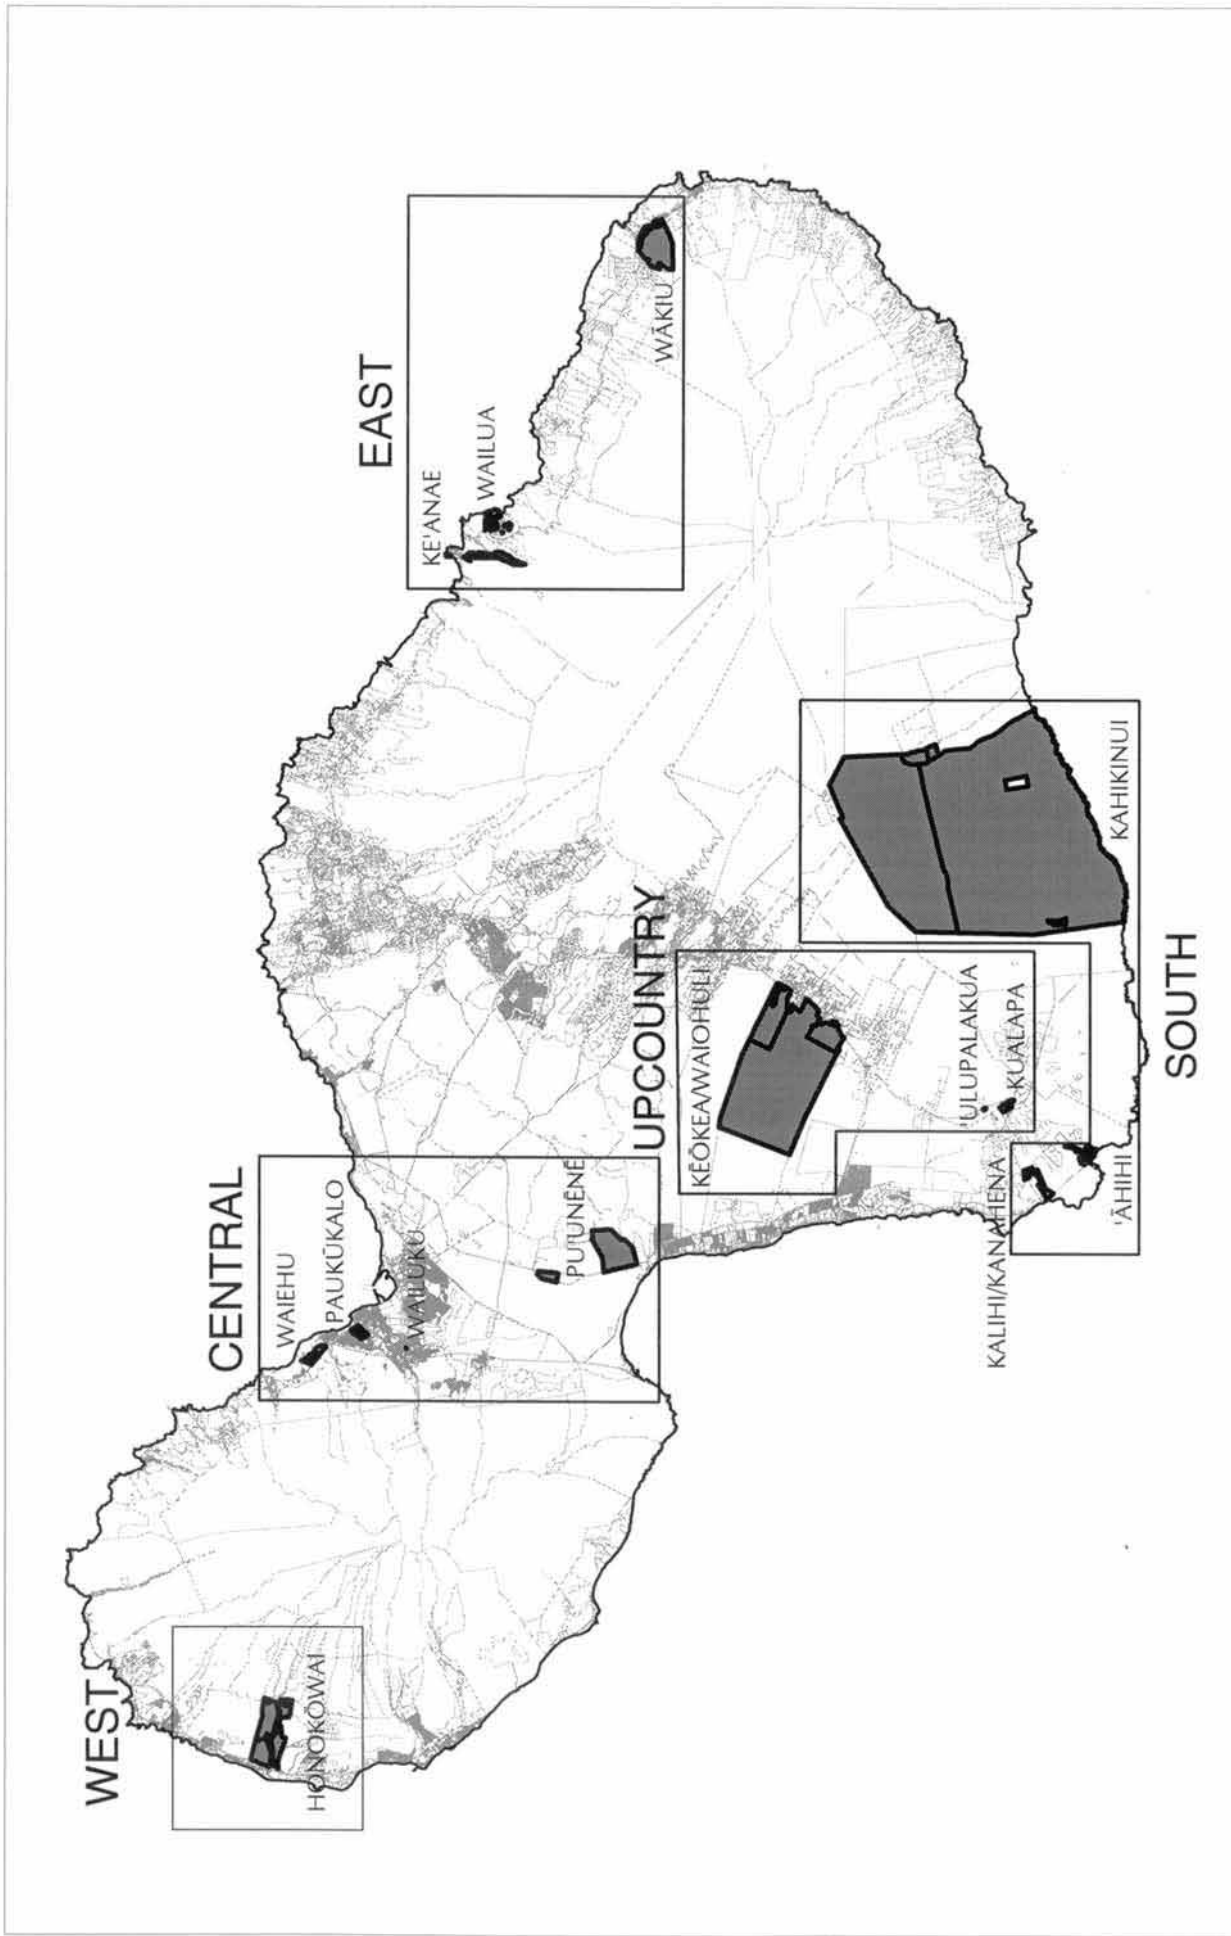 WEST
HONOKŌWAI
CENTRAL
WAIEHU
PAUKŪKALO
WAILUKU
PU'UNĒNĒ
UPCOUNTRY
KĒŌKEA/WAIOHULI
'ULUPALAKUA
KUALAPA
EAST
KE'ANAE
WAILUA
WĀKIU
SOUTH
KALIHI/KANAHENA
'ĀHIHI
KAHIKINUI